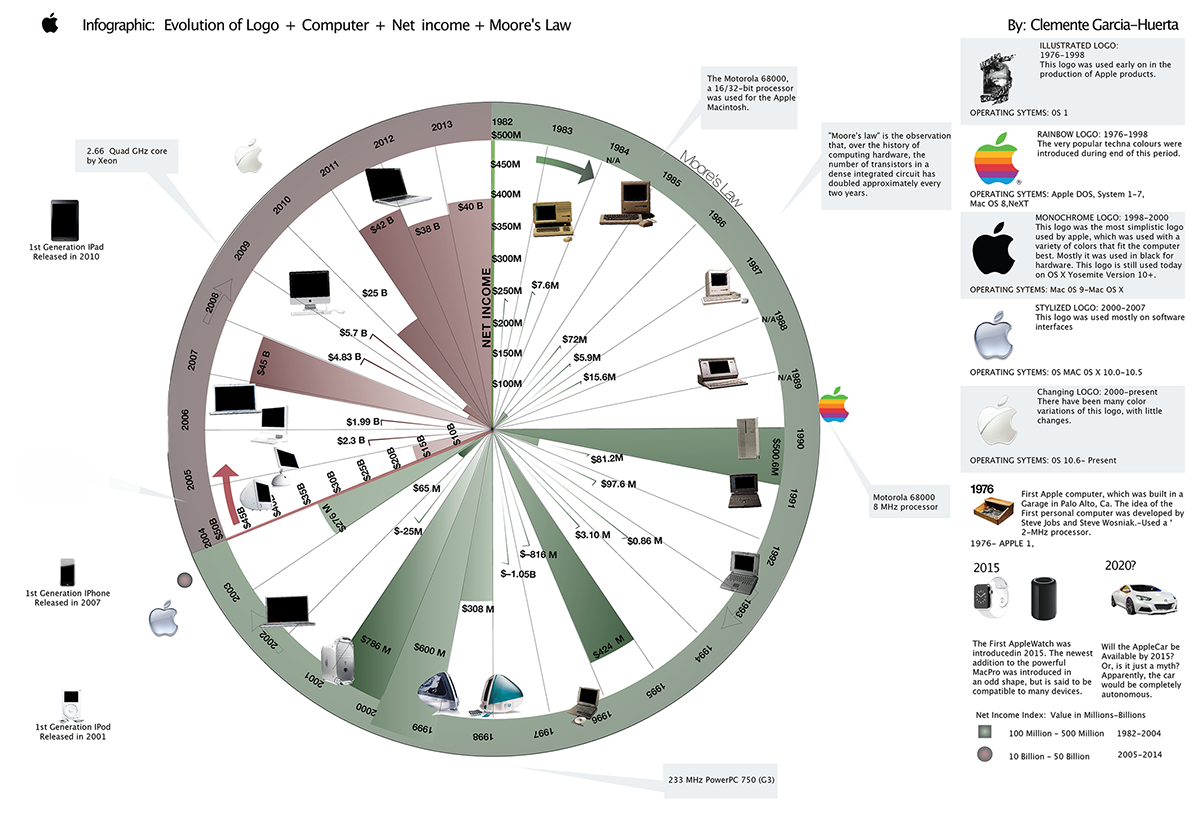 Infographic: Evolution of Logo + Computer + Net income + Moore's Law
By: Clemente Garcia-Huerta
2.66 Quad GHz core
by Xeon
1st Generation IPad
Released in 2010
1st Generation IPhone
Released in 2007
1st Generation IPod
Released in 2001
The Motorola 68000,
a 16/32-bit processor
was used for the Apple
Macintosh.
"Moore's law" is the observation
that, over the history of
computing hardware, the
number of transistors in a
dense integrated circuit has
doubled approximately every
two years.
Moore's Law
Motorola 68000
8 MHz processor
233 MHz PowerPC 750 (G3)
1982
1983
1984
1985
1986
1987
1988
1989
1990
1991
1992
1993
1994
1995
1996
1997
1998
1999
2000
2001
2002
2003
2004
2005
2006
2007
2008
2009
2010
2011
2012
2013
NET INCOME
$500M
$450M
$400M
$350M
$300M
$250M
$200M
$150M
$100M
N/A
N/A
N/A
$7.6M
$72M
$5.9M
$15.6M
$500.6M
$81.2M
$97.6 M
$0.86 M
$3.10 M
$424 M
$-816 M
$-1.05B
$308 M
$600 M
$786 M
$-25M
$65 M
$276 M
$50B
$45B
$35B
$30B
$25B
$20B
$15B
$10B
$2.3 B
$1.99 B
$45 B
$4.83 B
$5.7 B
$25 B
$42 B
$38 B
$40 B
ILLUSTRATED LOGO:
1976-1998
This logo was used early on in the
production of Apple products.
OPERATING SYTEMS: OS 1
RAINBOW LOGO: 1976-1998
The very popular techna colours were
introduced during end of this period.
OPERATING SYTEMS: Apple DOS, System 1-7,
Mac OS 8,NeXT
MONOCHROME LOGO: 1998-2000
This logo was the most simplistic logo
used by apple, which was used with a
variety of colors that fit the computer
best. Mostly it was used in black for
hardware. This logo is still used today
on OS X Yosemite Version 10+.
OPERATING SYTEMS: Mac OS 9-Mac OS X
STYLIZED LOGO: 2000-2007
This logo was used mostly on software
interfaces
OPERATING SYTEMS: 0S MAC OS X 10.0-10.5
Changing LOGO: 2000-present
There have been many color
variations of this logo, with little
changes.
OPERATING SYTEMS: 0S 10.6- Present
1976
First Apple computer, which was built in a
Garage in Palo Alto, Ca. The idea of the
First personal computer was developed by
Steve Jobs and Steve Wosniak.-Used a '
2-MHz processor.
1976- APPLE 1,
2015
2020?
The First AppleWatch was
introducedin 2015. The newest
addition to the powerful
MacPro was introduced in
an odd shape, but is said to be
compatible to many devices.
Will the AppleCar be
Available by 2015?
Or, is it just a myth?
Apparently, the car
would be completely
autonomous.
Net Income Index: Value in Millions-Billions
100 Million - 500 Million 1982-2004
10 Billion - 50 Billion 2005-2014